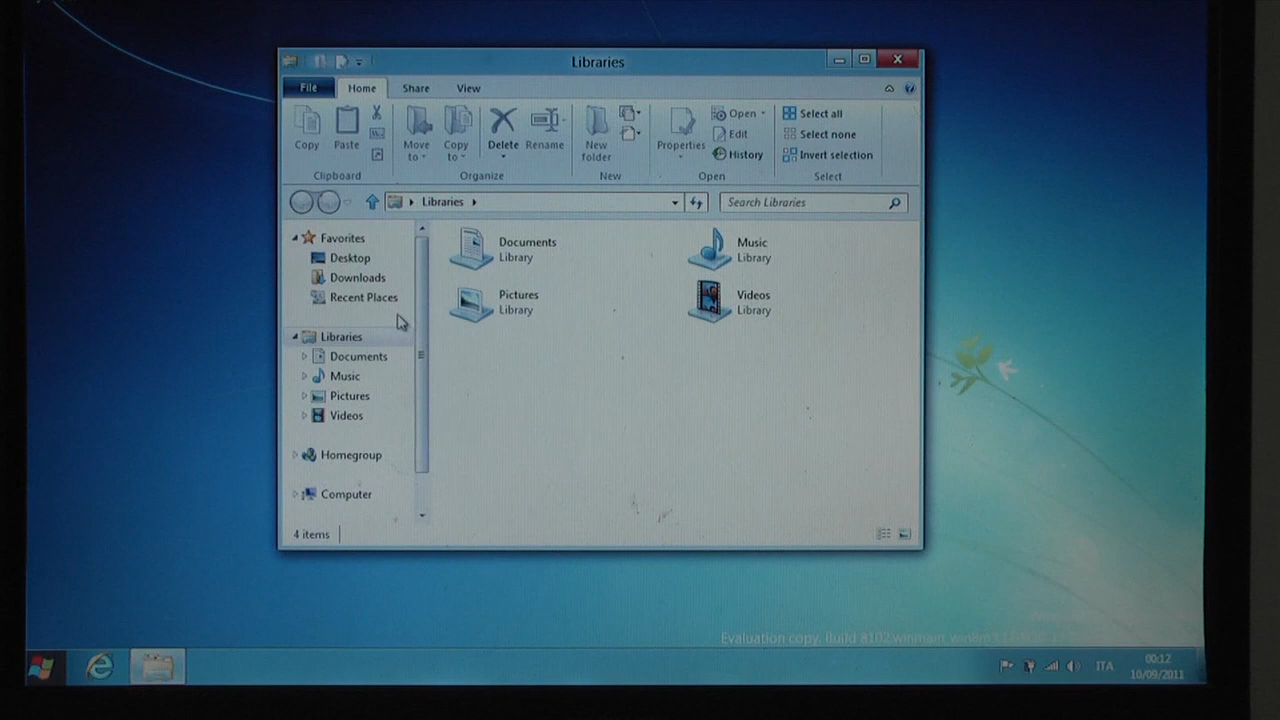 Libraries
File Home Share View
Copy Paste Move to Copy to Delete Rename New folder Properties Open Edit History Select all Select none Invert selection
Clipboard Organize New Open Select
Libraries Search Libraries
Favorites
Desktop
Downloads
Recent Places
Libraries
Documents
Music
Pictures
Videos
Homegroup
Computer
Documents
Library
Music
Library
Pictures
Library
Videos
Library
4 items
Evaluation copy. Build 8102.winmain_win8m3
ITA
00:12
10/09/2011